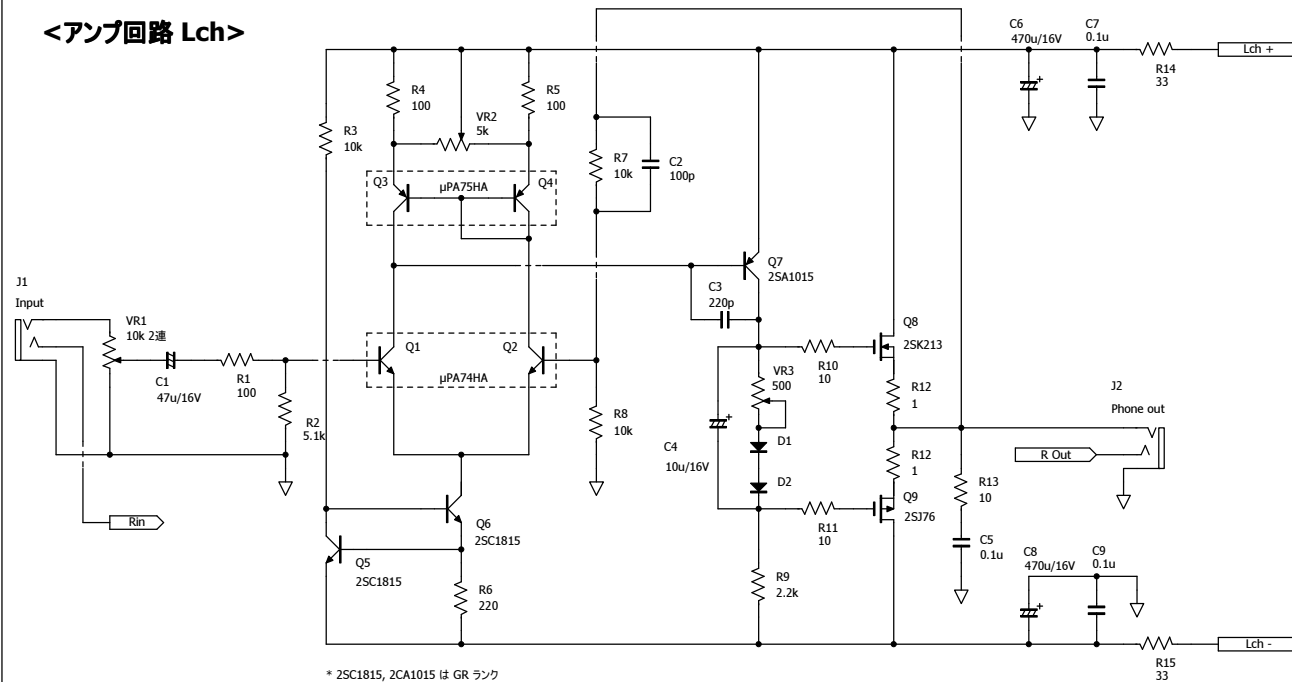 <アンプ回路 Lch>
C6
470u/16V
C7
0.1u
Lch +
R14
33
R4
100
R5
100
VR2
5k
R3
10k
R7
10k
C2
100p
Q3
µPA75HA
Q4
Q7
2SA1015
C3
220p
J1
Input
VR1
10k 2連
C1
47u/16V
R1
100
R2
5.1k
Q1
Q2
µPA74HA
R8
10k
VR3
500
C4
10u/16V
D1
D2
R10
10
Q8
2SK213
R12
1
R12
1
Q9
2SJ76
R11
10
J2
Phone out
R Out
R13
10
C5
0.1u
Rin
Q6
2SC1815
Q5
2SC1815
R6
220
R9
2.2k
C8
470u/16V
C9
0.1u
Lch -
R15
33
* 2SC1815, 2CA1015 は GR ランク